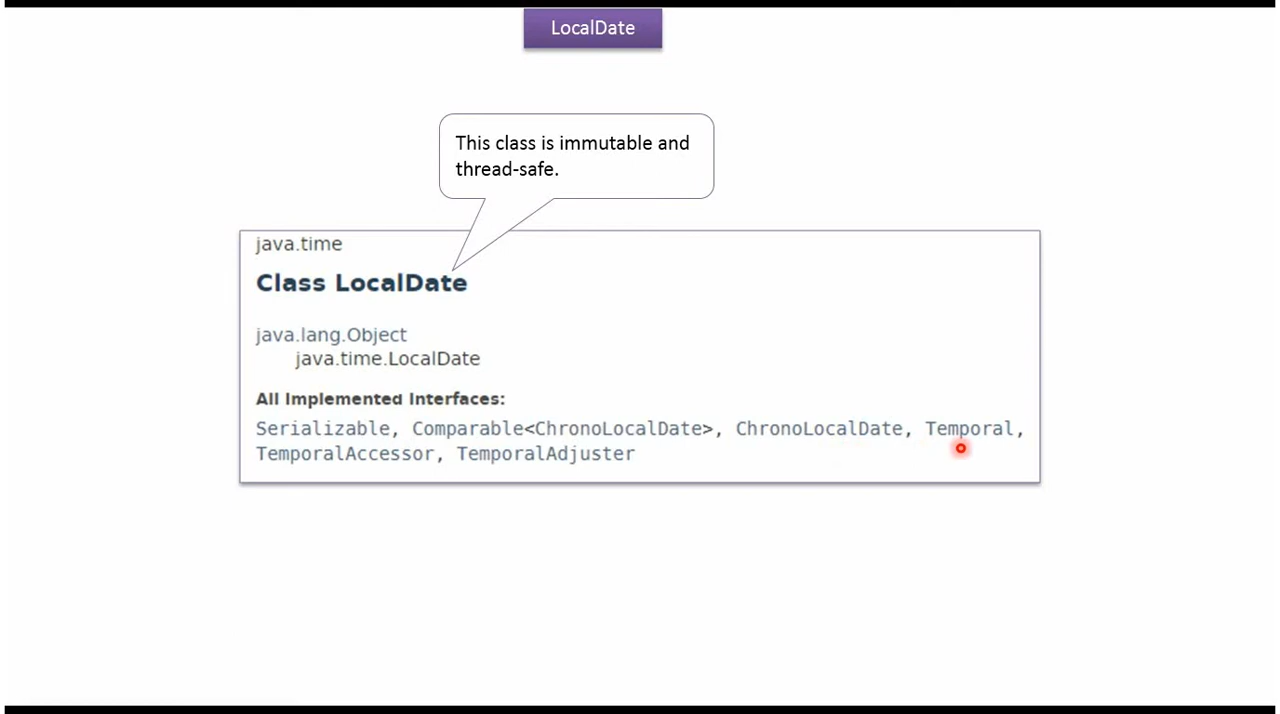 LocalDate
This class is immutable and
thread-safe.
java.time
Class LocalDate
java.lang.Object
java.time.LocalDate
All Implemented Interfaces:
Serializable, Comparable<ChronoLocalDate>, ChronoLocalDate, Temporal,
TemporalAccessor, TemporalAdjuster